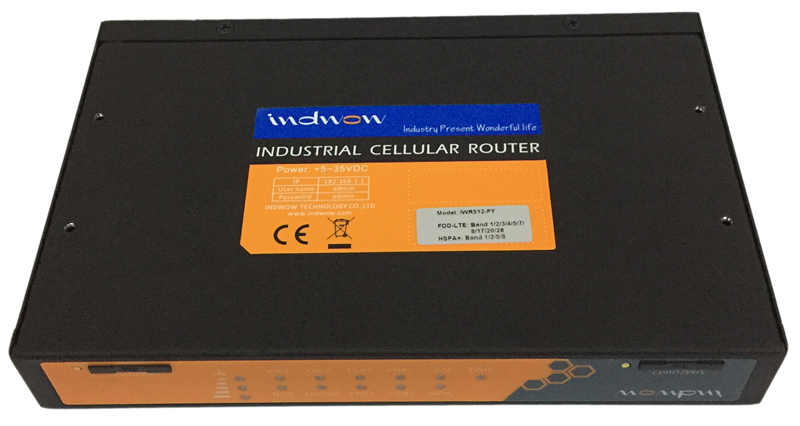 indwow
Industry Present Wonderful life
INDUSTRIAL CELLULAR ROUTER
Power: +5~35VDC
IP 192.168.1.1
User name admin
Password admin
INDWOW TECHNOLOGY CO.,LTD
www.indwow.com
CE
Model: IWR512-PY
FDD-LTE: Band 1/2/3/4/5/7/
8/17/20/28
HSPA+: Band 1/2/5/8
indwow